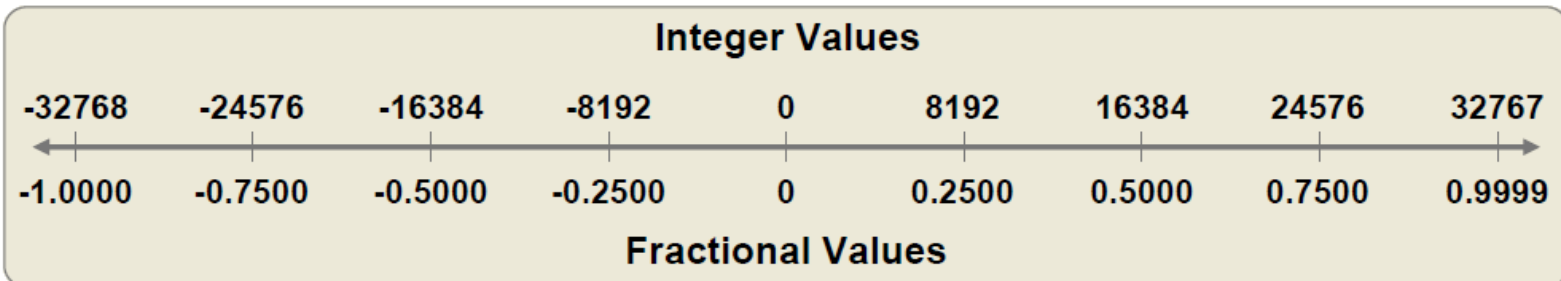 Integer Values
-32768 -24576 -16384 -8192 0 8192 16384 24576 32767
-1.0000 -0.7500 -0.5000 -0.2500 0 0.2500 0.5000 0.7500 0.9999
Fractional Values